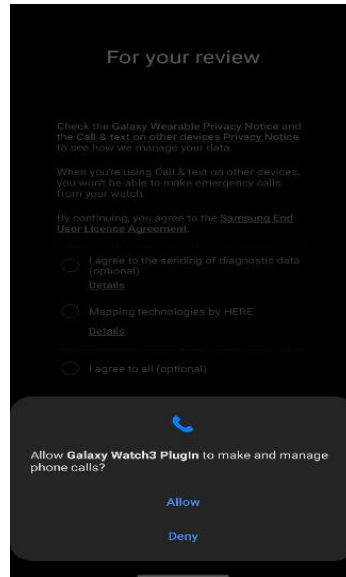 For your review
Check the Galaxy Wearable Privacy Notice and
the Call & text on other devices Privacy Notice
to see how we manage your data.
When you're using Call & text on other devices,
you won't be able to make emergency calls
from your watch.
By continuing, you agree to the Samsung End
User Licence Agreement.
I agree to the sending of diagnostic data
(optional)
Details
Mapping technologies by HERE
Details
I agree to all (optional)
Allow Galaxy Watch3 PlugIn to make and manage
phone calls?
Allow
Deny